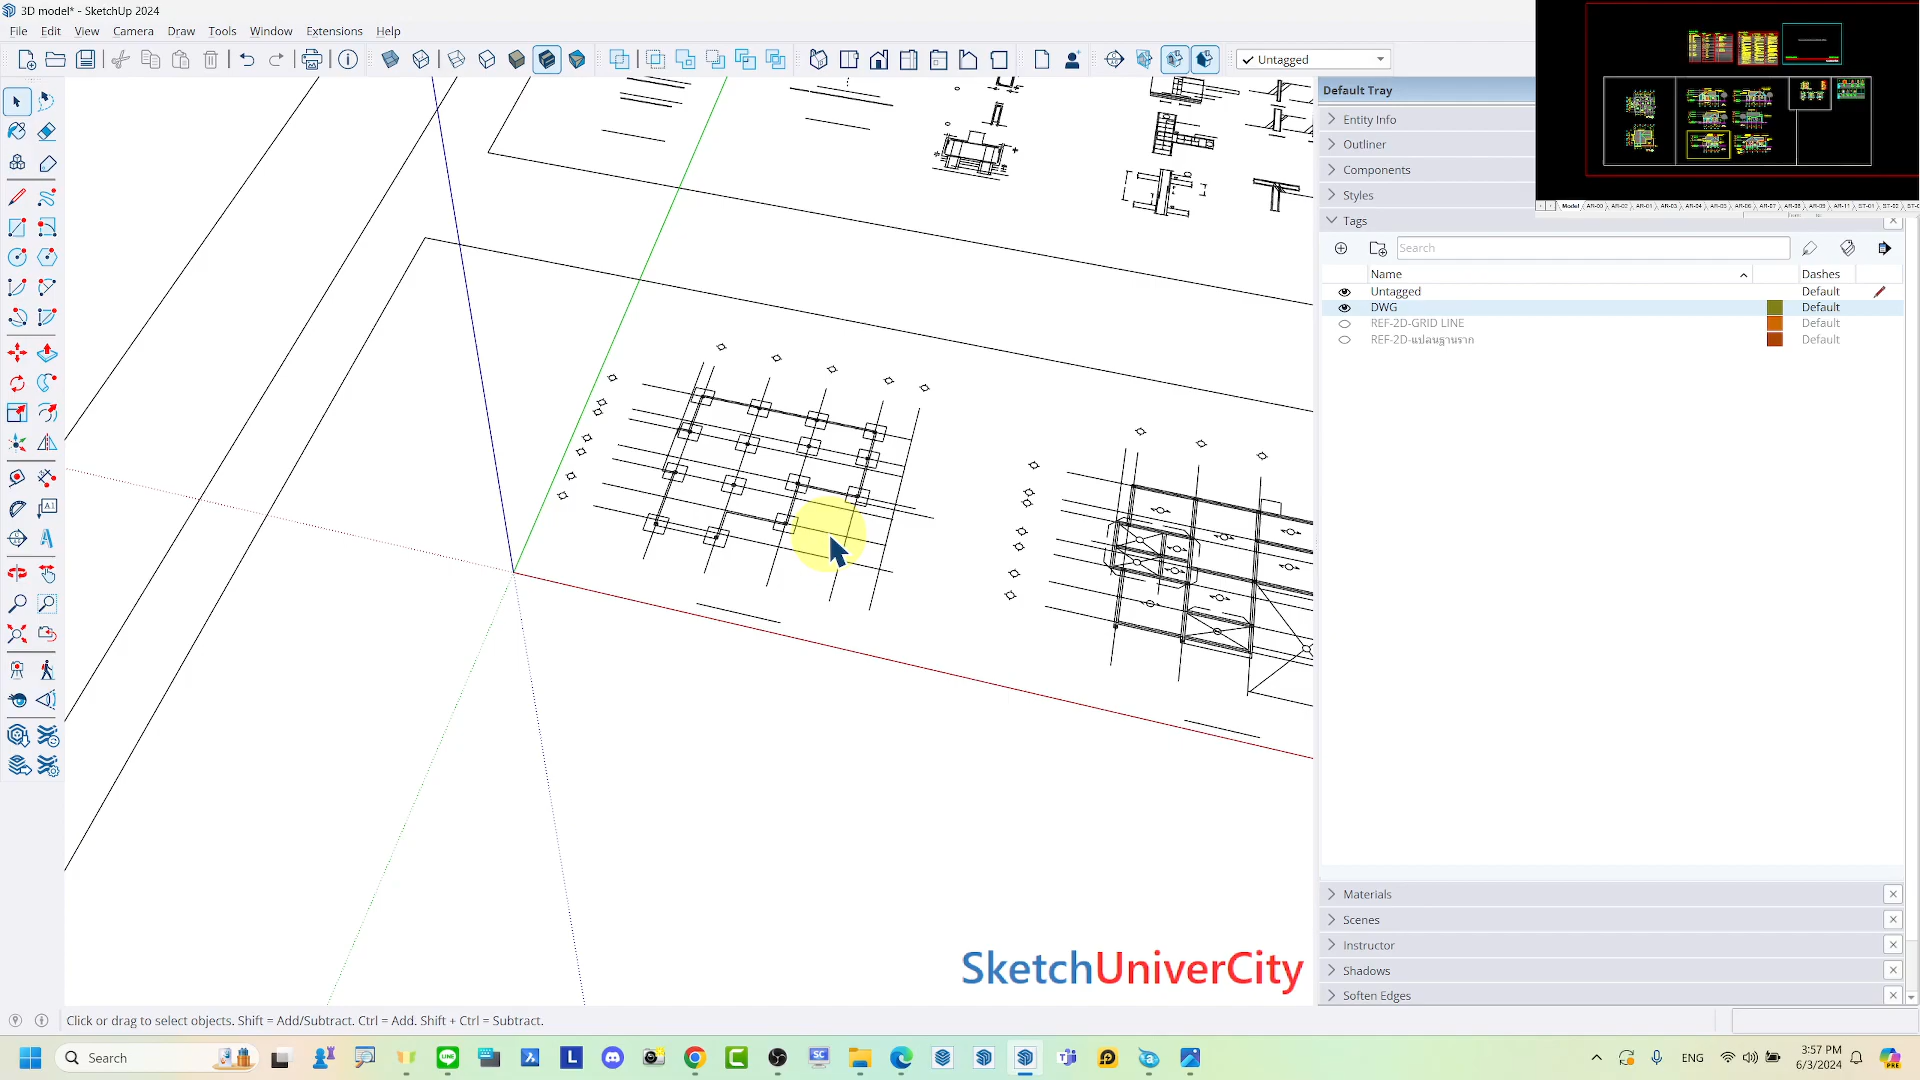 3D model* - SketchUp 2024
File Edit View Camera Draw Tools Window Extensions Help
Untagged
Default Tray
Entity Info
Outliner
Components
Styles
Tags
Search
Name Dashes
Untagged Default
DWG Default
REF-2D-GRID LINE Default
REF-2D-แปลนฐานราก Default
Materials
Scenes
Instructor
Shadows
Soften Edges
SketchUniverCity
Click or drag to select objects. Shift = Add/Subtract. Ctrl = Add. Shift + Ctrl = Subtract.
Search
ENG
3:57 PM
6/3/2024